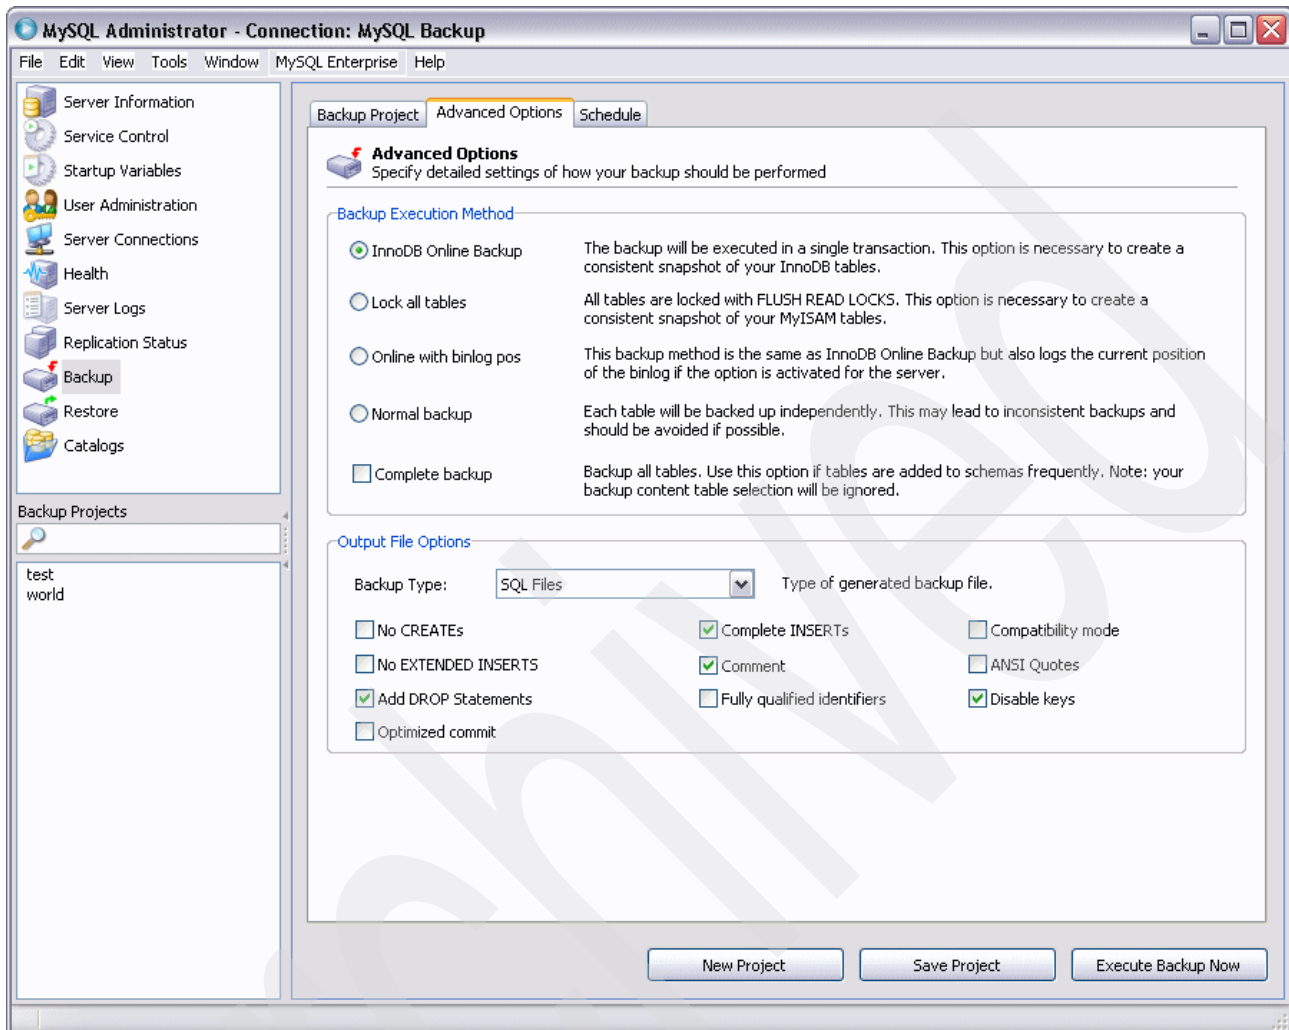 MySQL Administrator - Connection: MySQL Backup
File Edit View Tools Window MySQL Enterprise Help
Server Information
Service Control
Startup Variables
User Administration
Server Connections
Health
Server Logs
Replication Status
Backup
Restore
Catalogs
Backup Projects
test
world
Backup Project Advanced Options Schedule
Advanced Options
Specify detailed settings of how your backup should be performed
Backup Execution Method
InnoDB Online Backup
The backup will be executed in a single transaction. This option is necessary to create a
consistent snapshot of your InnoDB tables.
Lock all tables
All tables are locked with FLUSH READ LOCKS. This option is necessary to create a
consistent snapshot of your MyISAM tables.
Online with binlog pos
This backup method is the same as InnoDB Online Backup but also logs the current position
of the binlog if the option is activated for the server.
Normal backup
Each table will be backed up independently. This may lead to inconsistent backups and
should be avoided if possible.
Complete backup
Backup all tables. Use this option if tables are added to schemas frequently. Note: your
backup content table selection will be ignored.
Output File Options
Backup Type: SQL Files Type of generated backup file.
No CREATEs Complete INSERTs Compatibility mode
No EXTENDED INSERTS Comment ANSI Quotes
Add DROP Statements Fully qualified identifiers Disable keys
Optimized commit
New Project Save Project Execute Backup Now